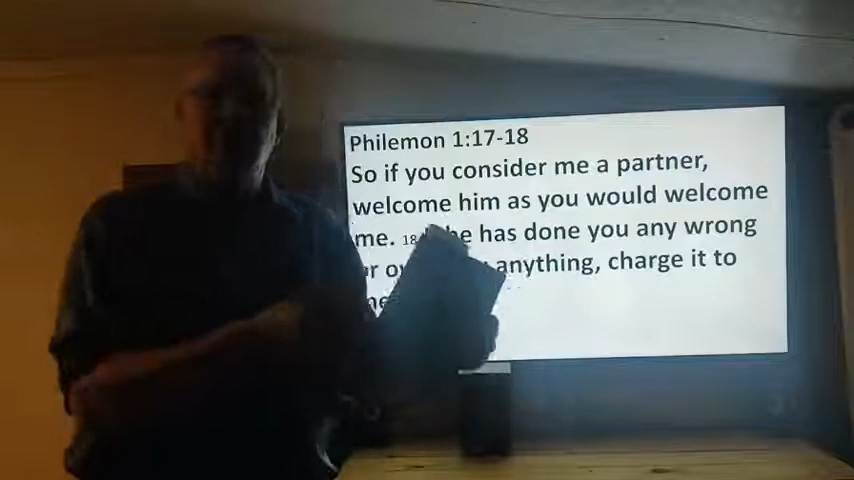 Philemon 1:17-18
So if you consider me a partner,
welcome him as you would welcome
me. 18 he has done you any wrong
anything, charge it to